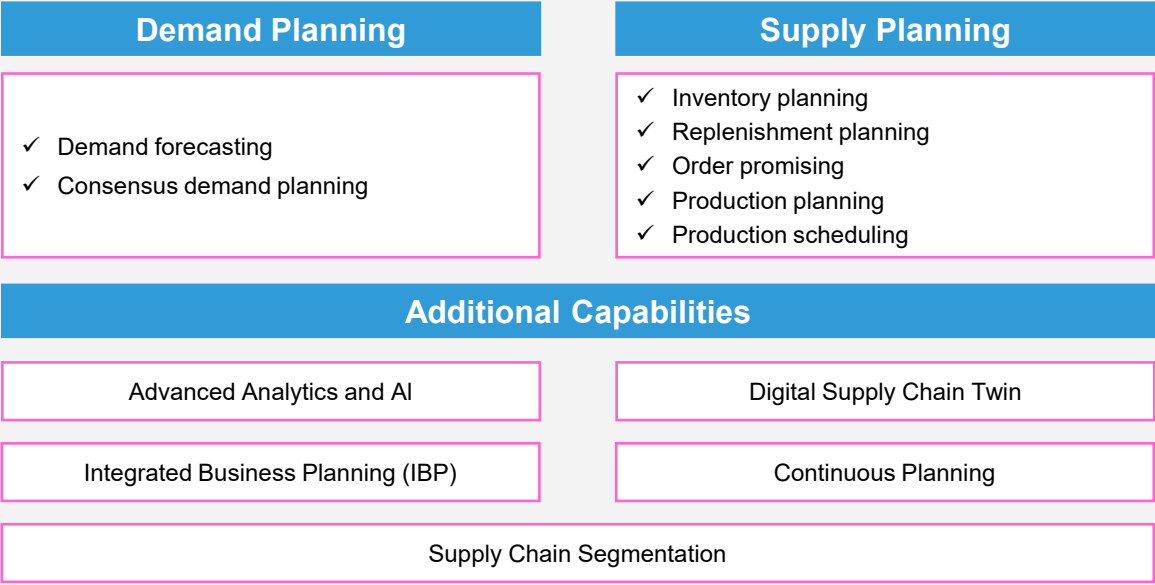 Demand Planning
✓ Demand forecasting
✓ Consensus demand planning
Supply Planning
✓ Inventory planning
✓ Replenishment planning
✓ Order promising
✓ Production planning
✓ Production scheduling
Additional Capabilities
Advanced Analytics and AI
Digital Supply Chain Twin
Integrated Business Planning (IBP)
Continuous Planning
Supply Chain Segmentation